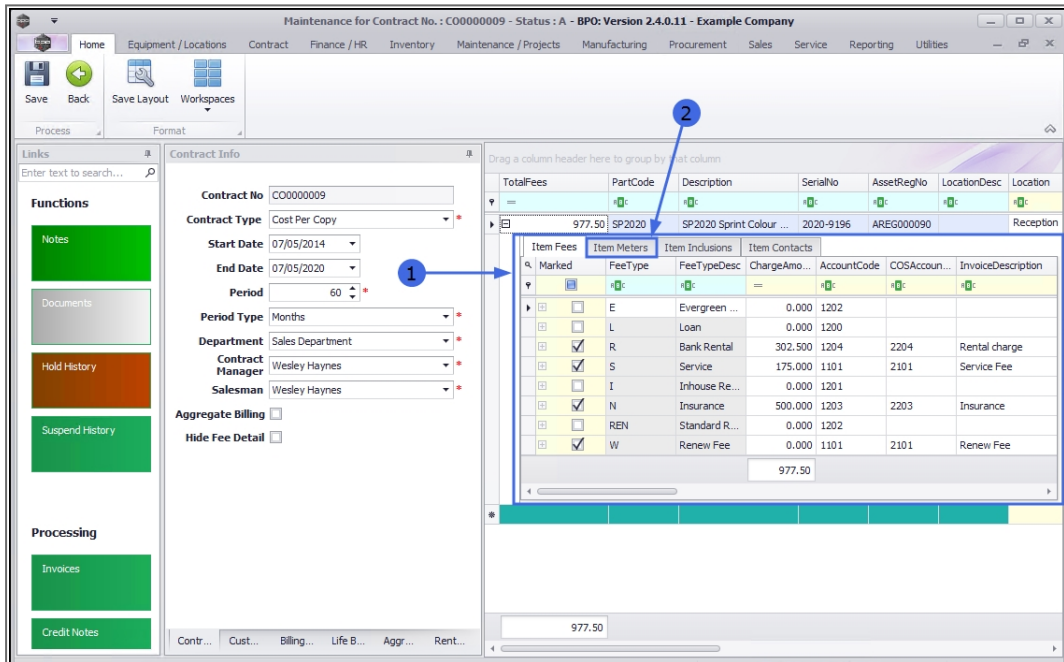 Maintenance for Contract No. : CO0000009 - Status : A - BPO: Version 2.4.0.11 - Example Company
Home Equipment / Locations Contract Finance / HR Inventory Maintenance / Projects Manufacturing Procurement Sales Service Reporting Utilities
Save Back Save Layout Workspaces
Process Format
2
Links
Enter text to search...
Functions
Notes
Documents
Hold History
Suspend History
Processing
Invoices
Credit Notes
Contract Info
Contract No CO0000009
Contract Type Cost Per Copy *
Start Date 07/05/2014
End Date 07/05/2020
Period 60 *
Period Type Months *
Department Sales Department *
Contract Manager Wesley Haynes *
Salesman Wesley Haynes *
Aggregate Billing
Hide Fee Detail
Contr... Cust... Billing... Life B... Aggr... Rent...
1
Drag a column header here to group by that column
TotalFees PartCode Description SerialNo AssetRegNo LocationDesc Location
977.50 SP2020 SP2020 Sprint Colour ... 2020-9196 AREG000090 Reception
Item Fees Item Meters Item Inclusions Item Contacts
Marked FeeType FeeTypeDesc ChargeAmo... AccountCode COSAccoun... InvoiceDescription
E Evergreen ... 0.000 1202
L Loan 0.000 1200
R Bank Rental 302.500 1204 2204 Rental charge
S Service 175.000 1101 2101 Service Fee
I Inhouse Re... 0.000 1201
N Insurance 500.000 1203 2203 Insurance
REN Standard R... 0.000 1202
W Renew Fee 0.000 1101 2101 Renew Fee
977.50
977.50